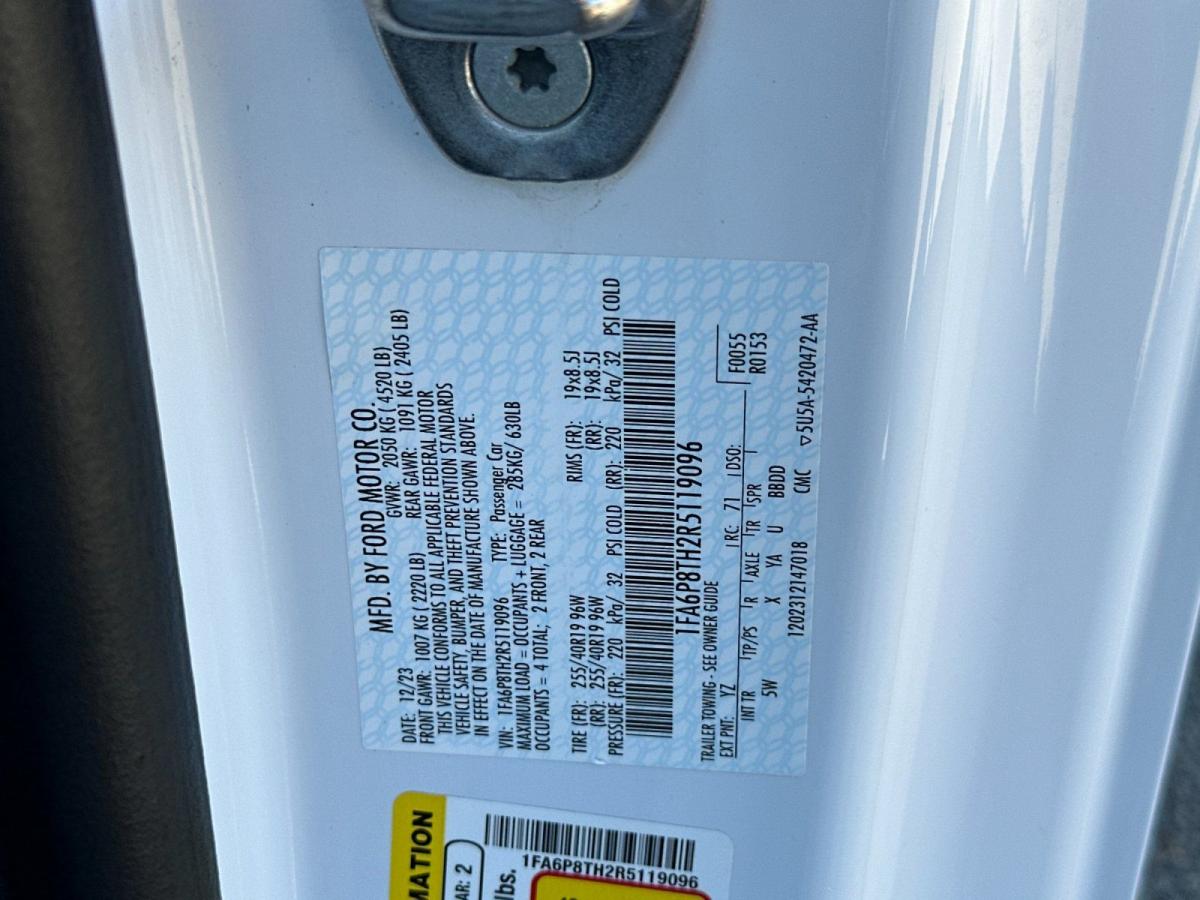 MFD. BY FORD MOTOR CO.
DATE: 12/23 GVWR: 2050 KG ( 4520 LB)
FRONT GAWR: 1007 KG ( 2220 LB) REAR GAWR: 1091 KG ( 2405 LB)
THIS VEHICLE CONFORMS TO ALL APPLICABLE FEDERAL MOTOR
VEHICLE SAFETY, BUMPER, AND THEFT PREVENTION STANDARDS
IN EFFECT ON THE DATE OF MANUFACTURE SHOWN ABOVE.
VIN: 1FA6P8TH2R5119096 TYPE: Passenger Car
MAXIMUM LOAD = OCCUPANTS + LUGGAGE = 285KG/ 630LB
OCCUPANTS = 4 TOTAL; 2 FRONT, 2 REAR
TIRE (FR): 255/40R19 96W RIMS (FR): 19x8.5J
(RR): 255/40R19 96W (RR): 19x8.5J
PRESSURE (FR): 220 kPa/ 32 PSI COLD (RR): 220 kPa/ 32 PSI COLD
1FA6P8TH2R5119096
TRAILER TOWING - SEE OWNER GUIDE
EXT PNT: YZ RC: 71 DSO: F0055
INT TR TP/PS R AXLE TR SPR R0153
5W X YA U BBDD
120231214701​8 CMC ▽5U5A-5420472-AA
MATION
AR: 2
lbs.
1FA6P8TH2R5119096